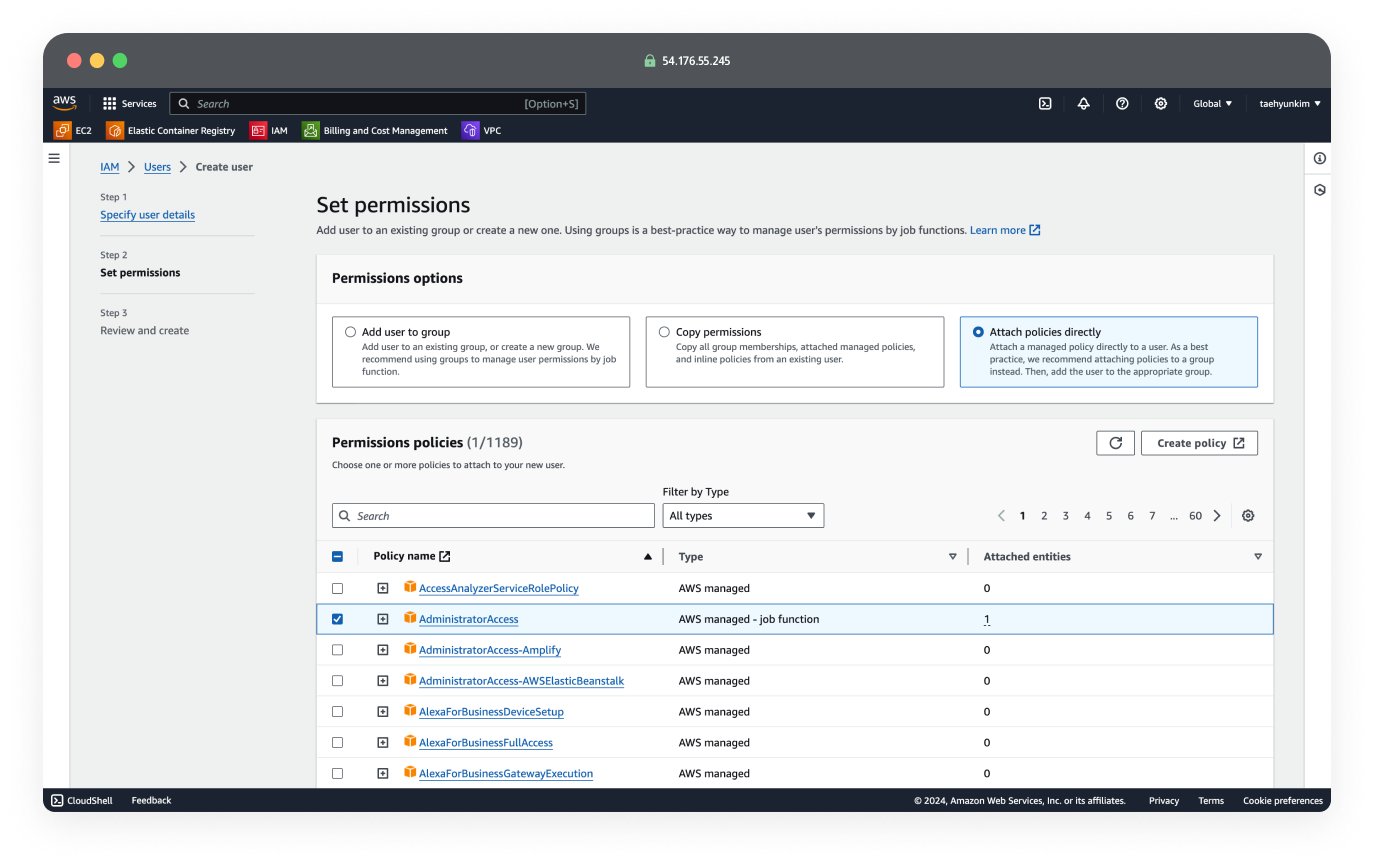 54.176.55.245
aws Services Search [Option+S] Global ▼ taehyunkim ▼
EC2 Elastic Container Registry IAM Billing and Cost Management VPC
IAM > Users > Create user
Step 1
Specify user details
Step 2
Set permissions
Step 3
Review and create
Set permissions
Add user to an existing group or create a new one. Using groups is a best-practice way to manage user's permissions by job functions. Learn more
Permissions options
Add user to group
Add user to an existing group, or create a new group. We
recommend using groups to manage user permissions by job
function.
Copy permissions
Copy all group memberships, attached managed policies,
and inline policies from an existing user.
Attach policies directly
Attach a managed policy directly to a user. As a best
practice, we recommend attaching policies to a group
instead. Then, add the user to the appropriate group.
Permissions policies (1/1189)
Create policy
Choose one or more policies to attach to your new user.
Filter by Type
Search
All types
1 2 3 4 5 6 7 ... 60
Policy name Type Attached entities
AccessAnalyzerServiceRolePolicy AWS managed 0
AdministratorAccess AWS managed - job function 1
AdministratorAccess-Amplify AWS managed 0
AdministratorAccess-AWSElasticBeanstalk AWS managed 0
AlexaForBusinessDeviceSetup AWS managed 0
AlexaForBusinessFullAccess AWS managed 0
AlexaForBusinessGatewayExecution AWS managed 0
CloudShell Feedback © 2024, Amazon Web Services, Inc. or its affiliates. Privacy Terms Cookie preferences